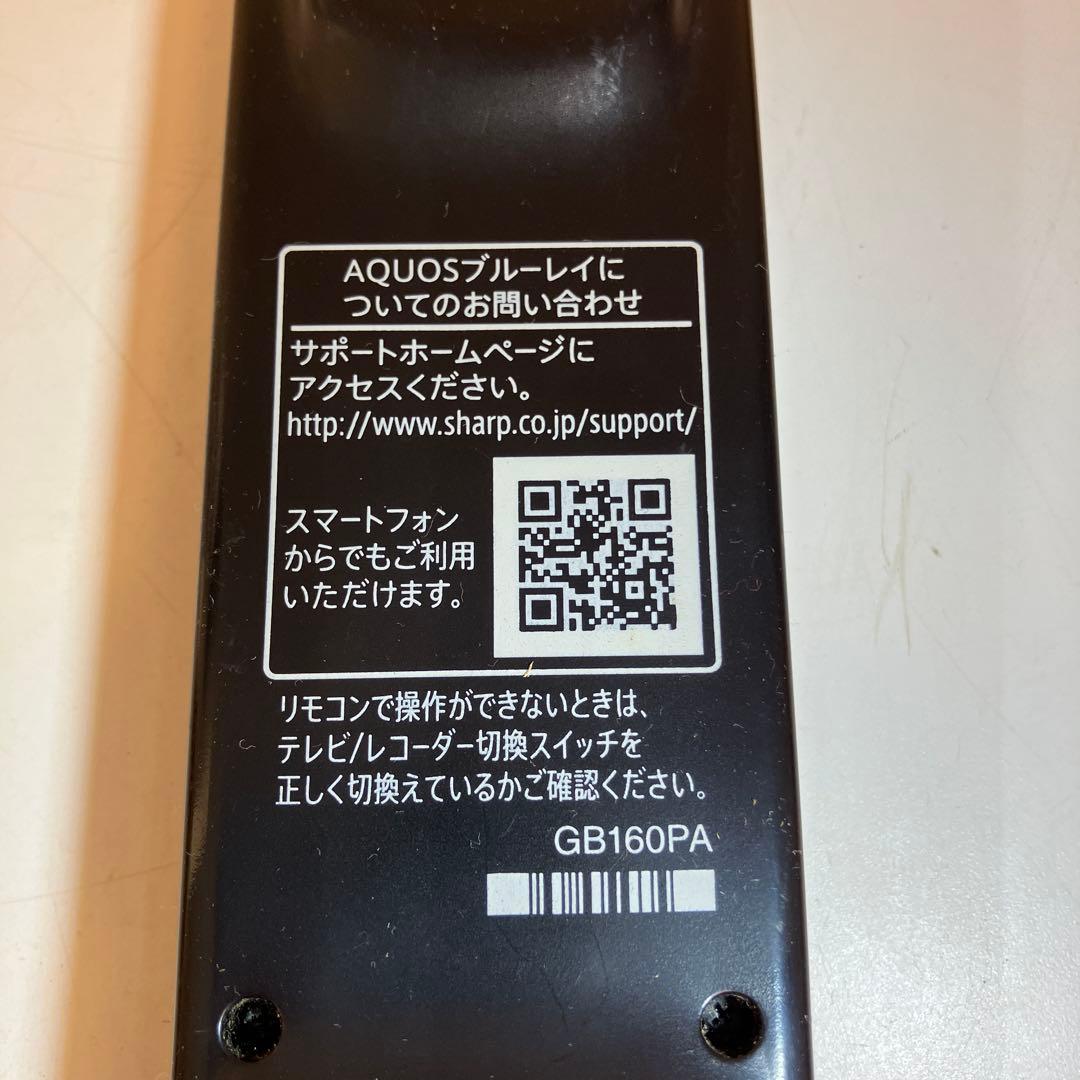 AQUOSブルーレイに
ついてのお問い合わせ
サポートホームページに
アクセスください。
http://www.sharp.co.jp/support/
スマートフォン
からでもご利用
いただけます。
リモコンで操作ができないときは、
テレビ/レコーダー切換スイッチを
正しく切換えているかご確認ください。
GB160PA